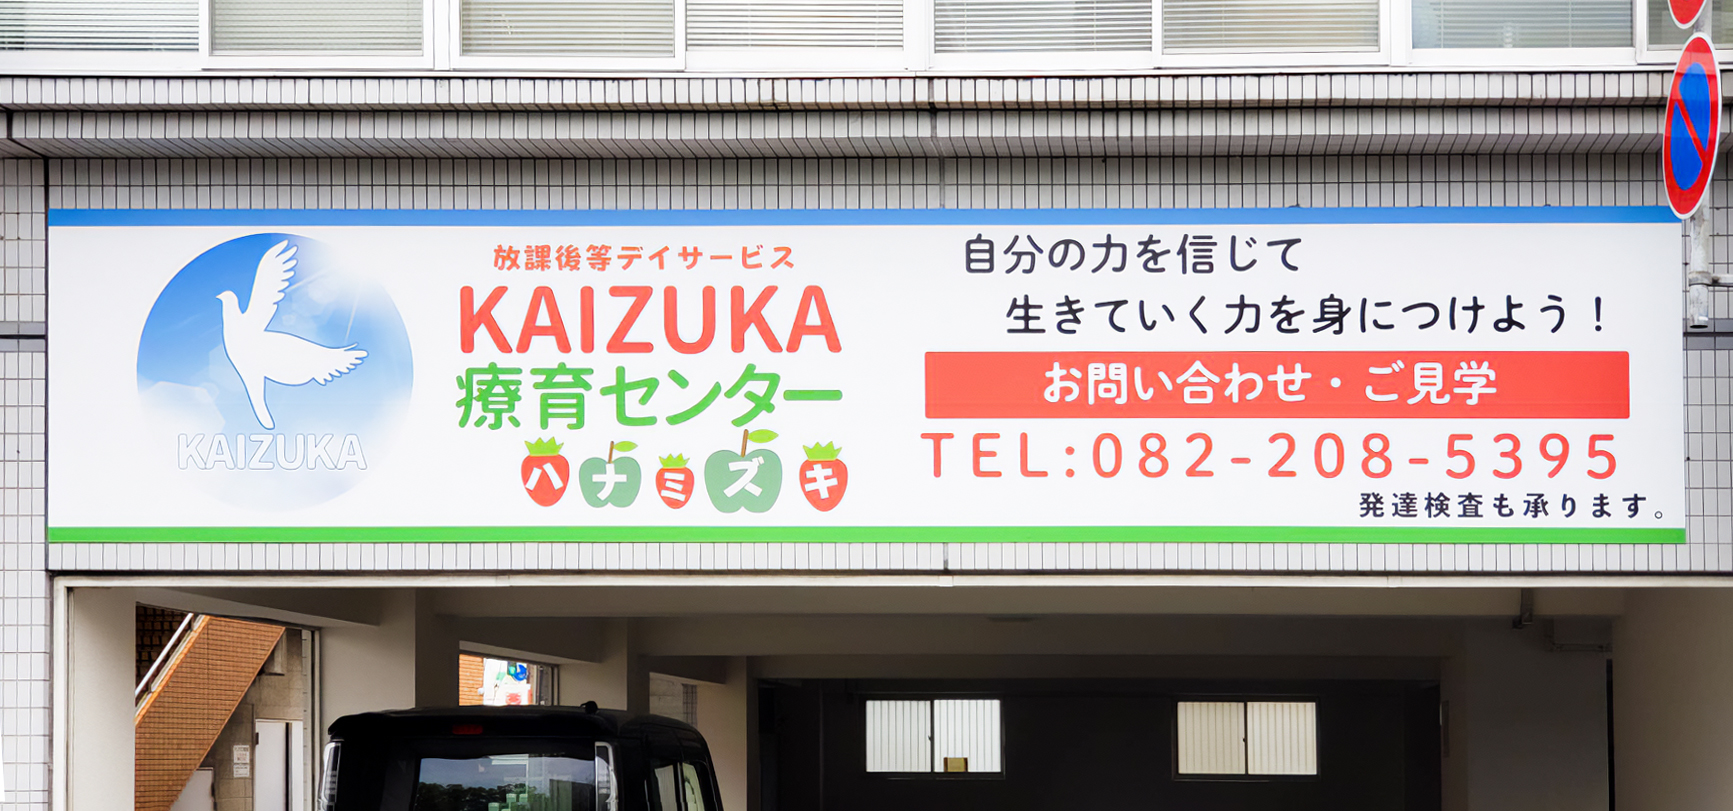 KAIZUKA
放課後等デイサービス
KAIZUKA
療育センター
ハナミズキ
自分の力を信じて
生きていく力を身につけよう！
お問い合わせ・ご見学
TEL:082-208-5395
発達検査も承ります。